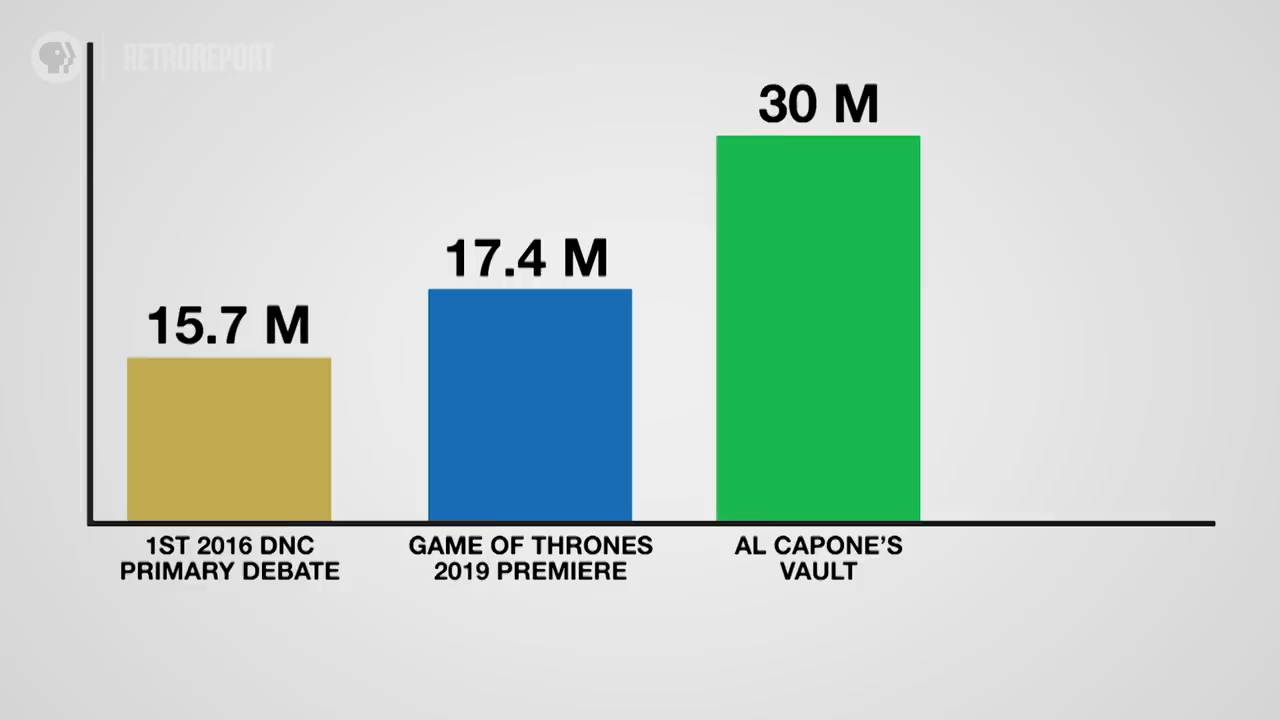 RETROREPORT
30 M
17.4 M
15.7 M
1ST 2016 DNC
PRIMARY DEBATE
GAME OF THRONES
2019 PREMIERE
AL CAPONE'S
VAULT